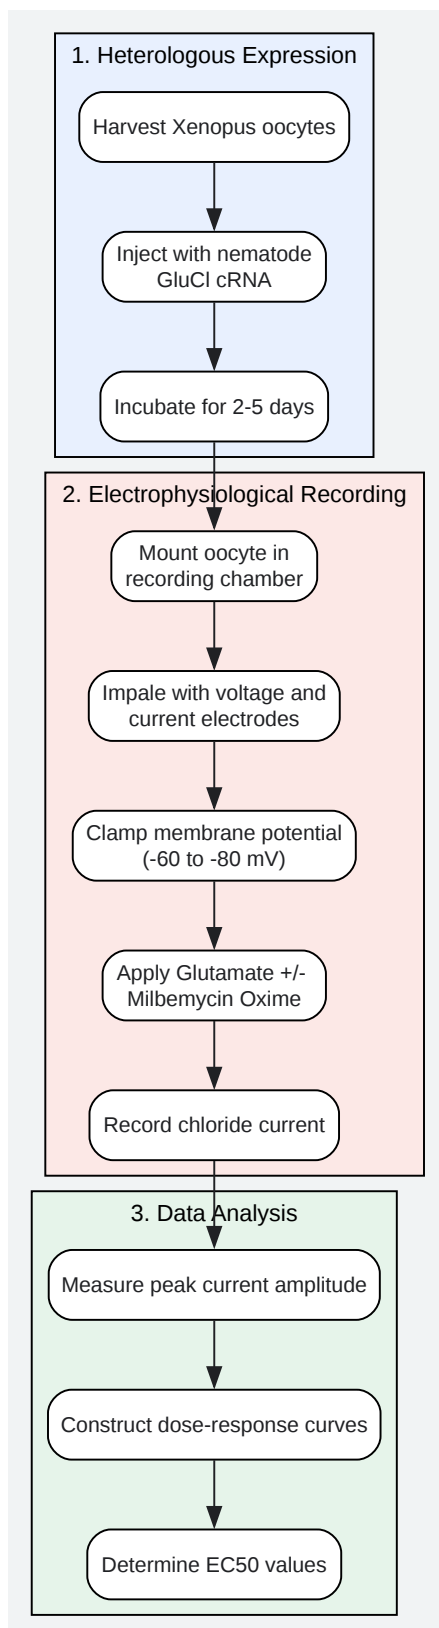 1. Heterologous Expression
Harvest Xenopus oocytes
Inject with nematode
GluCl cRNA
Incubate for 2-5 days
2. Electrophysiological Recording
Mount oocyte in
recording chamber
Impale with voltage and
current electrodes
Clamp membrane potential
(-60 to -80 mV)
Apply Glutamate +/-
Milbemycin Oxime
Record chloride current
3. Data Analysis
Measure peak current amplitude
Construct dose-response curves
Determine EC50 values